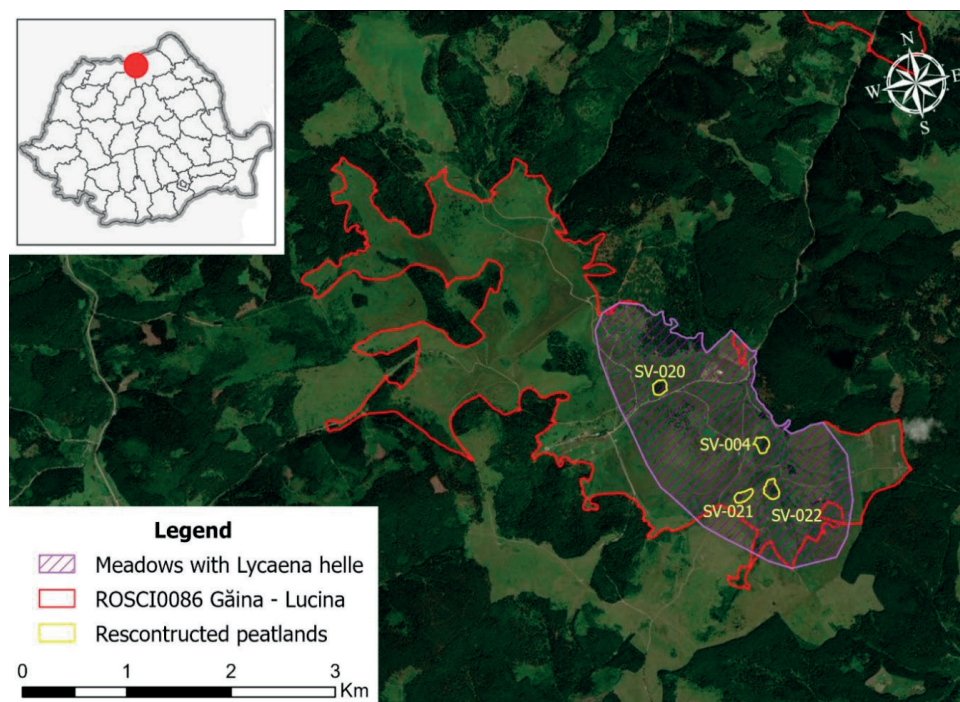 N
W E
S
SV-020
SV-004
SV-021
SV-022
Legend
Meadows with Lycaena helle
ROSCI0086 Găina - Lucina
Rescontructed peatlands
0 1 2 3
Km